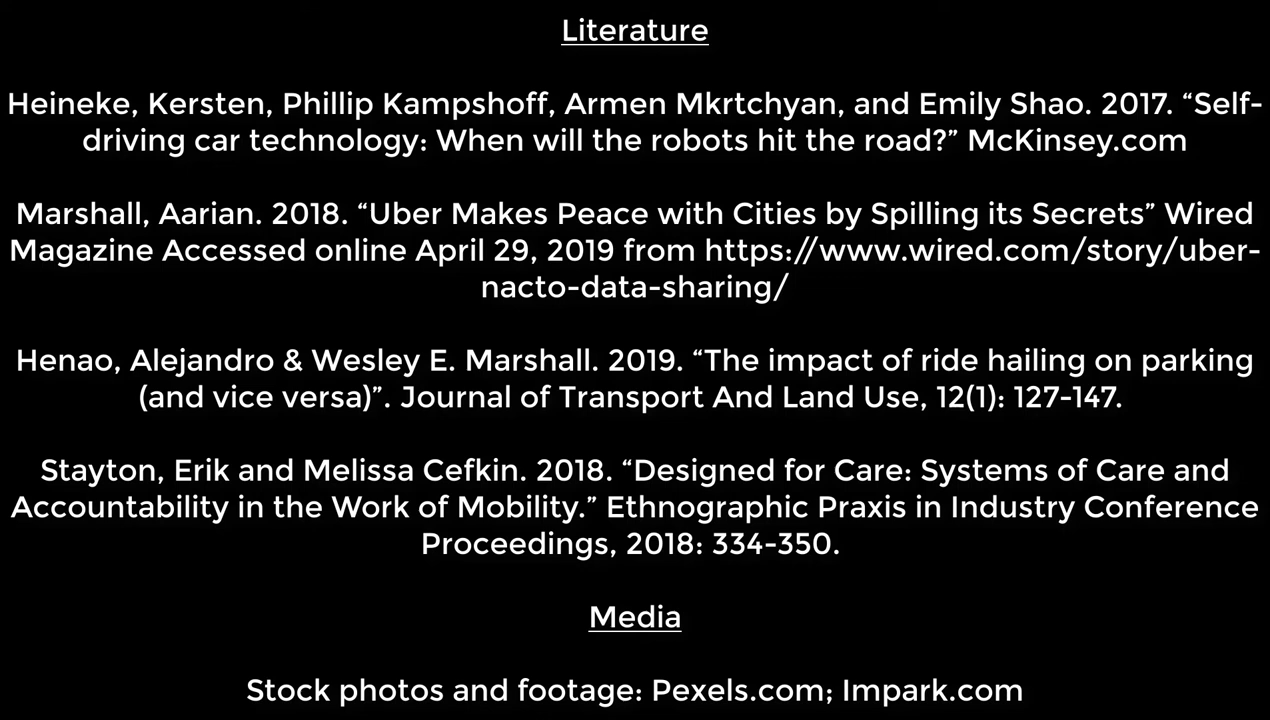 Literature
Heineke, Kersten, Phillip Kampshoff, Armen Mkrtchyan, and Emily Shao. 2017. “Self-
driving car technology: When will the robots hit the road?” McKinsey.com
Marshall, Aarian. 2018. “Uber Makes Peace with Cities by Spilling its Secrets” Wired
Magazine Accessed online April 29, 2019 from https://www.wired.com/story/uber-
nacto-data-sharing/
Henao, Alejandro & Wesley E. Marshall. 2019. “The impact of ride hailing on parking
(and vice versa)”. Journal of Transport And Land Use, 12(1): 127-147.
Stayton, Erik and Melissa Cefkin. 2018. “Designed for Care: Systems of Care and
Accountability in the Work of Mobility.” Ethnographic Praxis in Industry Conference
Proceedings, 2018: 334-350.
Media
Stock photos and footage: Pexels.com; Impark.com